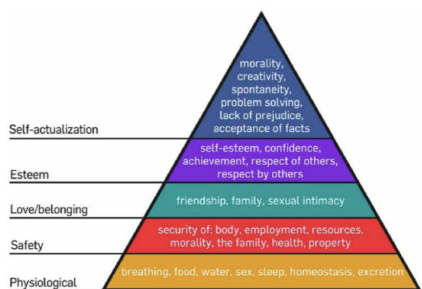 morality,
creativity,
spontaneity,
problem solving,
lack of prejudice,
acceptance of facts
Self-actualization
self-esteem, confidence,
achievement, respect of others,
respect by others
Esteem
friendship, family, sexual intimacy
Love/belonging
security of: body, employment, resources,
morality, the family, health, property
Safety
breathing, food, water, sex, sleep, homeostasis, excretion
Physiological